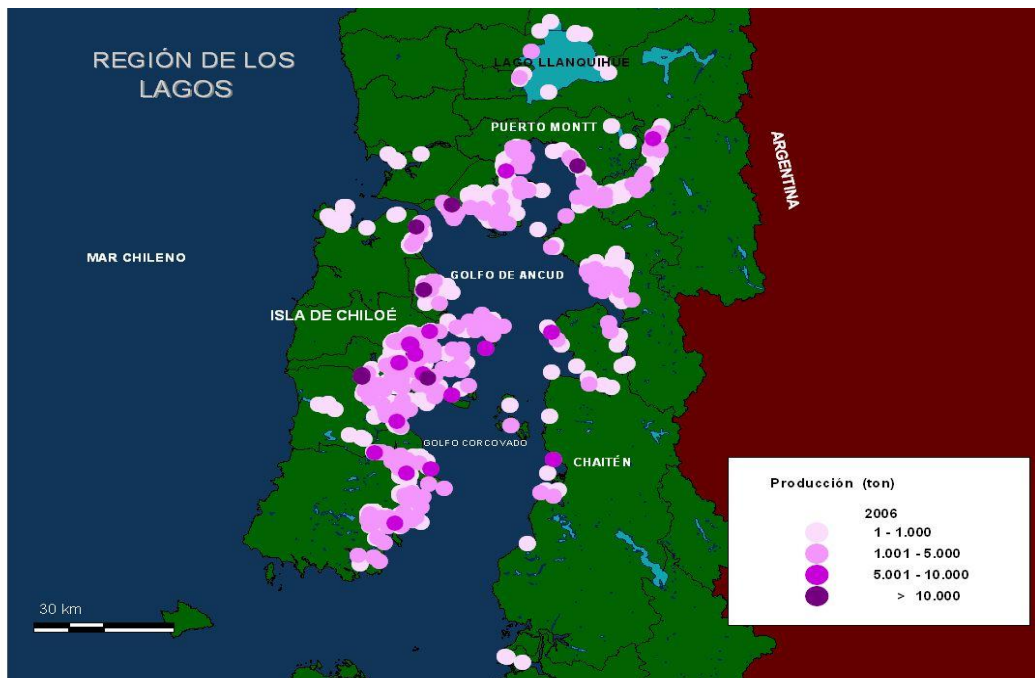 REGIÓN DE LOS
LAGOS
LAGO LLANQUIHUE
PUERTO MONTT
ARGENTINA
MAR CHILENO
GOLFO DE ANCUD
ISLA DE CHILOÉ
GOLFO CORCOVADO
CHAITÉN
Producción (ton)
2006
1 - 1.000
1.001 - 5.000
5.001 - 10.000
> 10.000
30 km